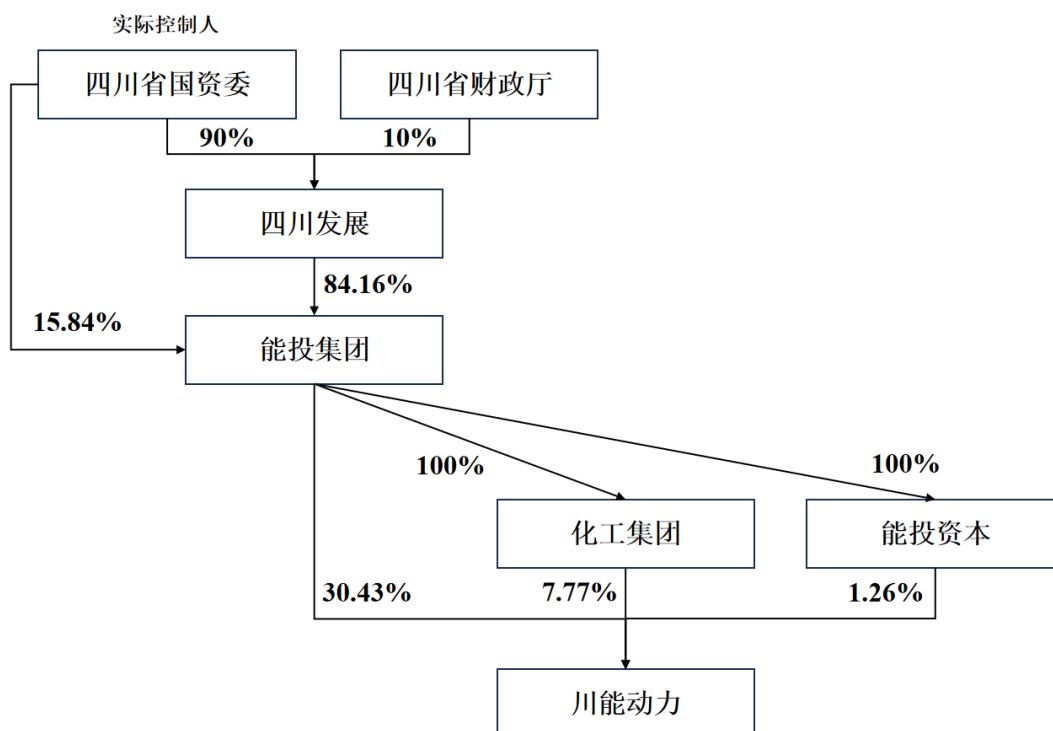 实际控制人
四川省国资委
四川省财政厅
90%
10%
四川发展
84.16%
15.84%
能投集团
100%
100%
化工集团
能投资本
30.43%
7.77%
1.26%
川能动力